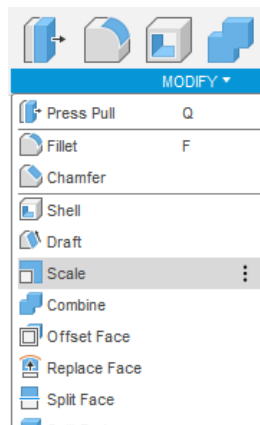 MODIFY
Press Pull Q
Fillet F
Chamfer
Shell
Draft
Scale
Combine
Offset Face
Replace Face
Split Face